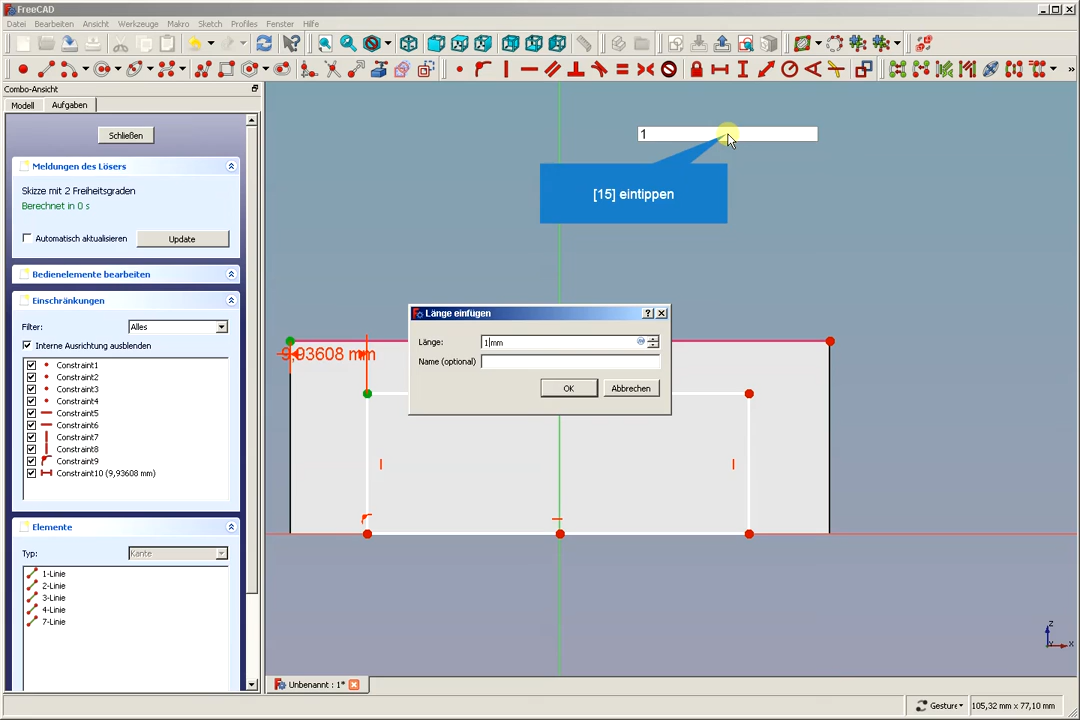 FreeCAD
Datei Bearbeiten Ansicht Werkzeuge Makro Sketch Profiles Fenster Hilfe
»
Combo-Ansicht
Modell Aufgaben
Schließen
Meldungen des Lösers
Skizze mit 2 Freiheitsgraden
Berechnet in 0 s
Automatisch aktualisieren Update
Bedienelemente bearbeiten
Einschränkungen
Filter: Alles
Interne Ausrichtung ausblenden
Constraint1
Constraint2
Constraint3
Constraint4
Constraint5
Constraint6
Constraint7
Constraint8
Constraint9
Constraint10 (9,93608 mm)
Elemente
Typ: Kante
1-Linie
2-Linie
3-Linie
4-Linie
7-Linie
1
[15] eintippen
9,93608 mm
Länge einfügen
Länge: 1mm
Name (optional)
OK Abbrechen
z
Y x
Unbenannt : 1*
Gesture 105,32 mm x 77,10 mm